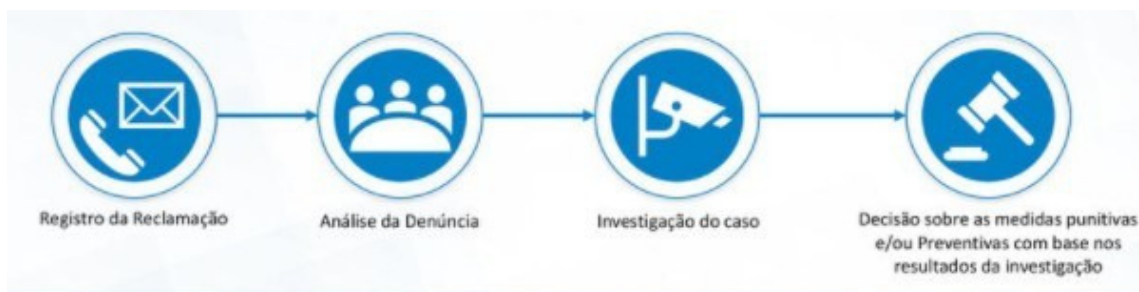 Registro da Reclamação
Análise da Denúncia
Investigação do caso
Decisão sobre as medidas punitivas
e/ou Preventivas com base nos
resultados da investigação